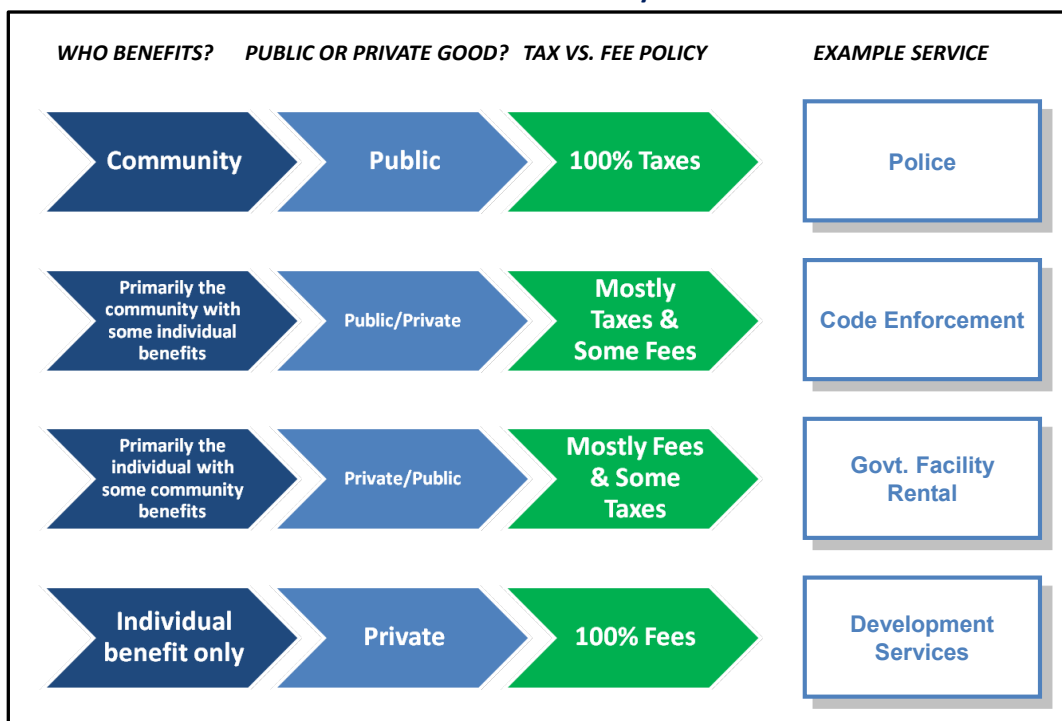 WHO BENEFITS? PUBLIC OR PRIVATE GOOD? TAX VS. FEE POLICY EXAMPLE SERVICE
Community
Public
100% Taxes
Police
Primarily the
community with
some individual
benefits
Public/Private
Mostly
Taxes &
Some Fees
Code Enforcement
Primarily the
individual with
some community
benefits
Private/Public
Mostly Fees
& Some
Taxes
Govt. Facility
Rental
Individual
benefit only
Private
100% Fees
Development
Services